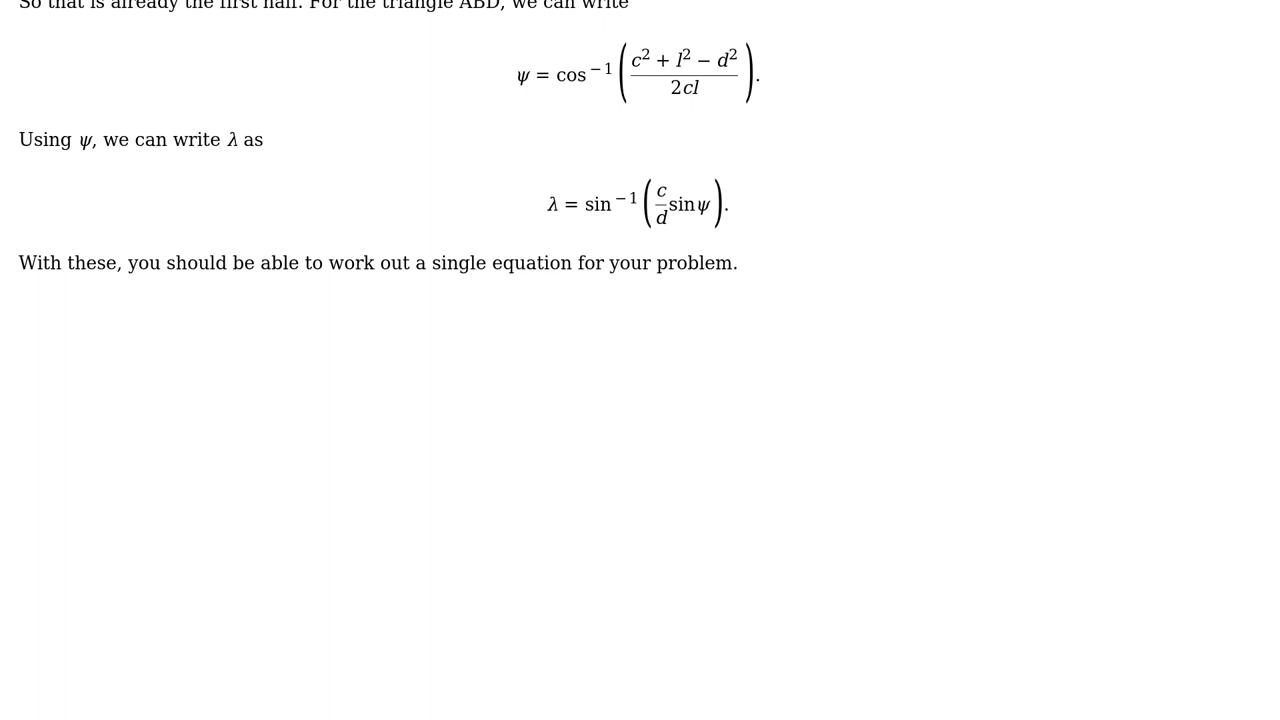 So that is already the first half. For the triangle ABD, we can write
ψ = cos⁻¹ ( (c² + l² − d²) / 2cl ).
Using ψ, we can write λ as
λ = sin⁻¹ ( c/d sin ψ ).
With these, you should be able to work out a single equation for your problem.